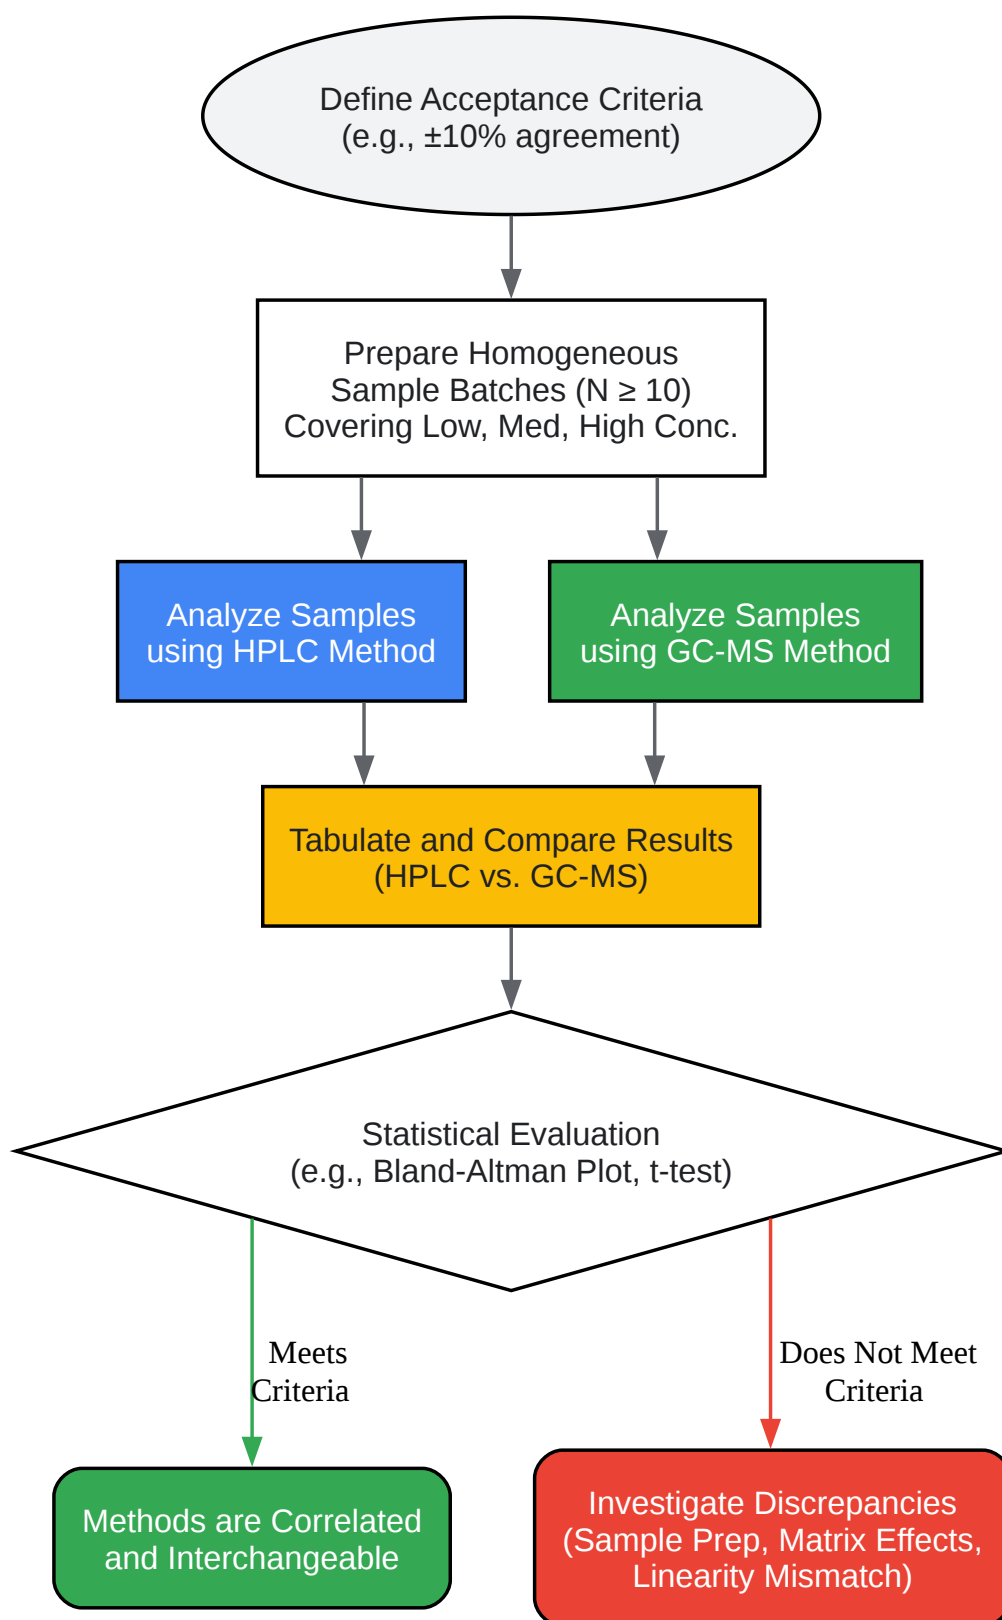 Define Acceptance Criteria
(e.g., ±10% agreement)
Prepare Homogeneous
Sample Batches (N ≥ 10)
Covering Low, Med, High Conc.
Analyze Samples
using HPLC Method
Analyze Samples
using GC-MS Method
Tabulate and Compare Results
(HPLC vs. GC-MS)
Statistical Evaluation
(e.g., Bland-Altman Plot, t-test)
Meets
Criteria
Does Not Meet
Criteria
Methods are Correlated
and Interchangeable
Investigate Discrepancies
(Sample Prep, Matrix Effects,
Linearity Mismatch)